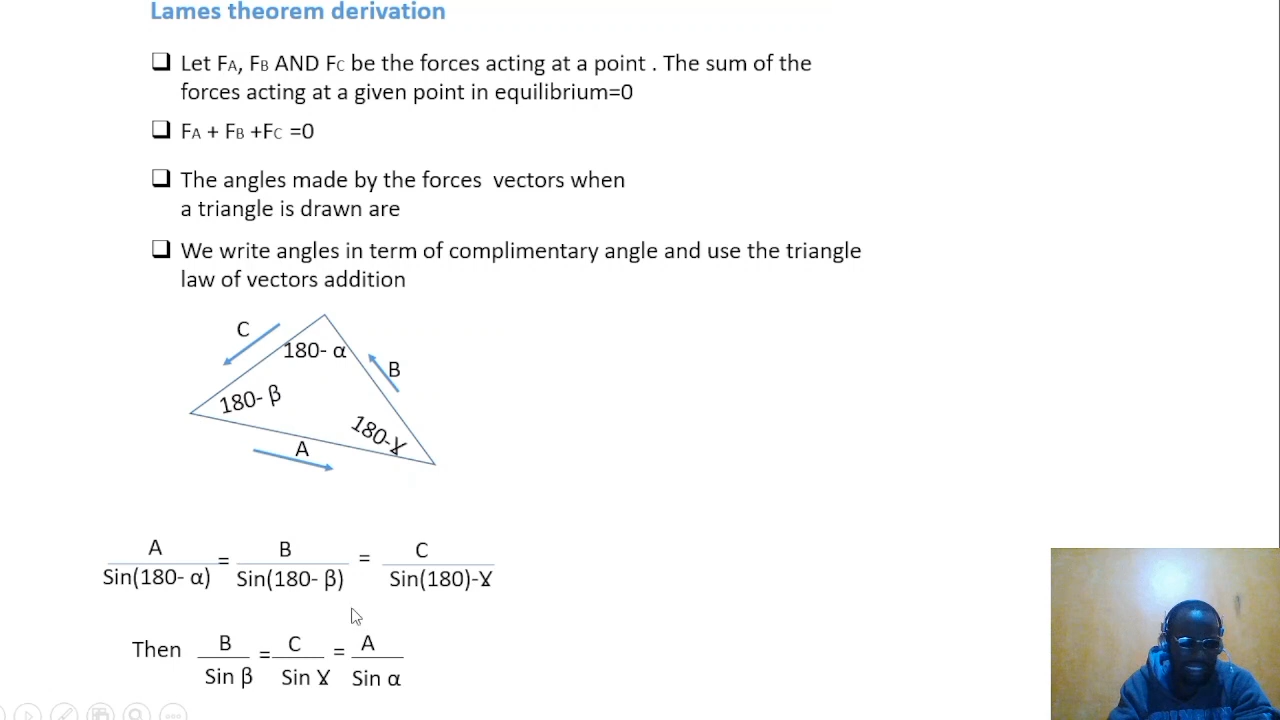 Lames theorem derivation
❑ Let FA, FB AND FC be the forces acting at a point . The sum of the
forces acting at a given point in equilibrium=0
❑ FA + FB +FC =0
❑ The angles made by the forces vectors when
a triangle is drawn are
❑ We write angles in term of complimentary angle and use the triangle
law of vectors addition
C
180- α
B
180- β
180-Ɣ
A
A = B = C
Sin(180- α) Sin(180- β) Sin(180)-Ɣ
Then B = C = A
Sin β Sin Ɣ Sin α